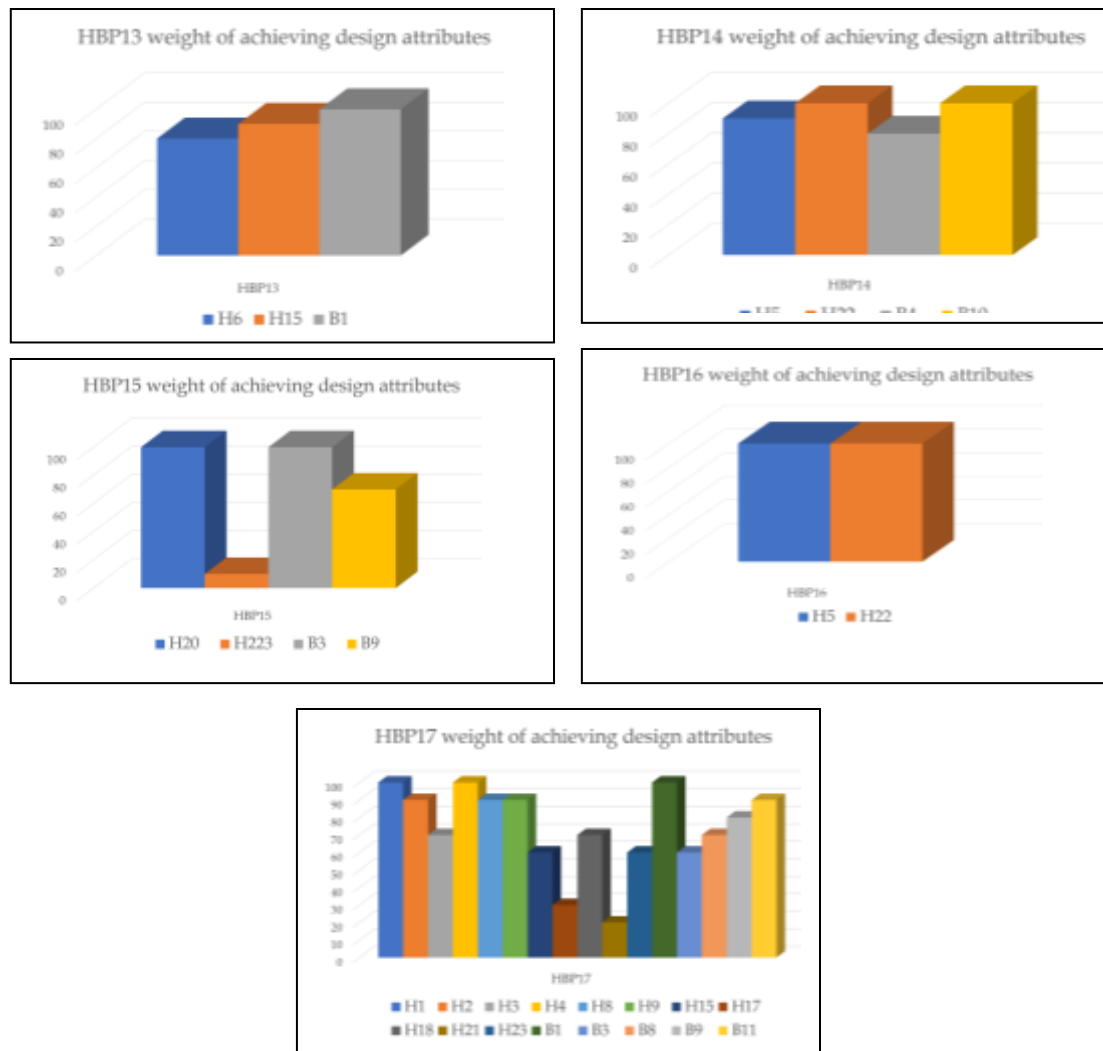 HBP13 weight of achieving design attributes
100
80
60
40
20
0
HBP13
H6 H15 B1
HBP14 weight of achieving design attributes
100
80
60
40
20
0
HBP14
H5 H22 B4 B10
HBP15 weight of achieving design attributes
100
80
60
40
20
0
HBP15
H20 H223 B3 B9
HBP16 weight of achieving design attributes
100
80
60
40
20
0
HBP16
H5 H22
HBP17 weight of achieving design attributes
100
90
80
70
60
50
40
30
20
10
0
HBP17
H1 H2 H3 H4 H8 H9 H15 H17
H18 H21 H23 B1 B3 B8 B9 B11